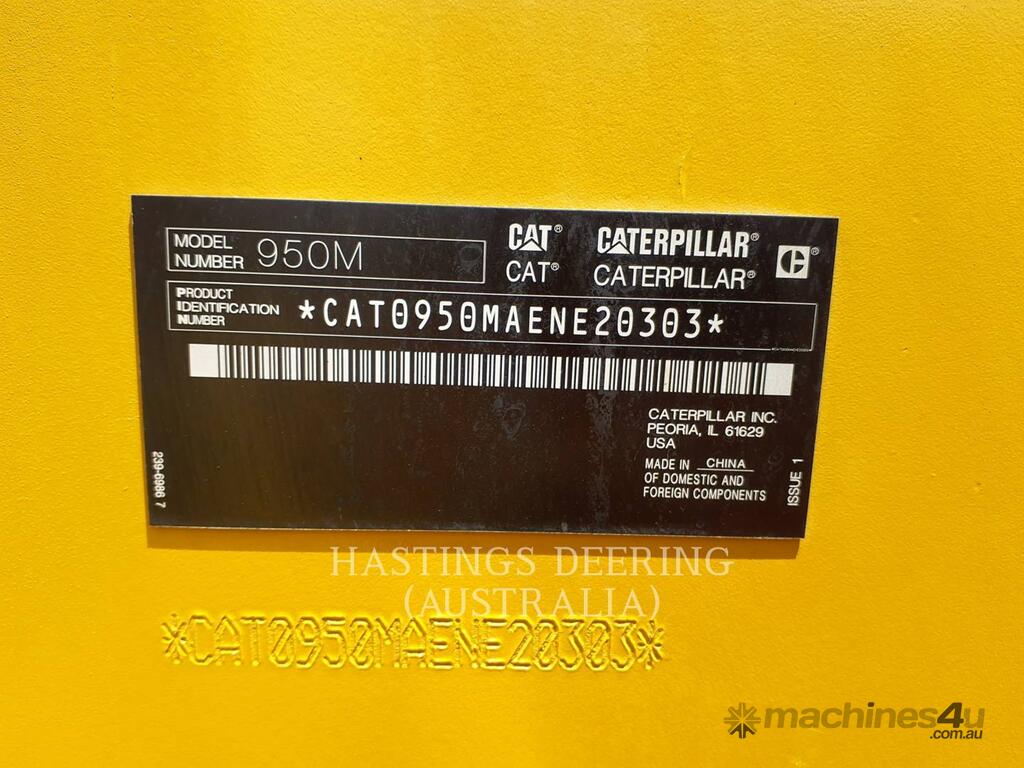 MODEL
NUMBER 950M
CAT® CATERPILLAR®
CAT® CATERPILLAR® ®
PRODUCT
IDENTIFICATION
NUMBER
*CAT0950MAENE20303*
CATERPILLAR INC.
PEORIA, IL 61629
USA
MADE IN CHINA
OF DOMESTIC AND
FOREIGN COMPONENTS
239-6986 7
ISSUE 1
HASTINGS DEERING
(AUSTRALIA)
*CAT0950MAENE20303*
machines4u
.com.au